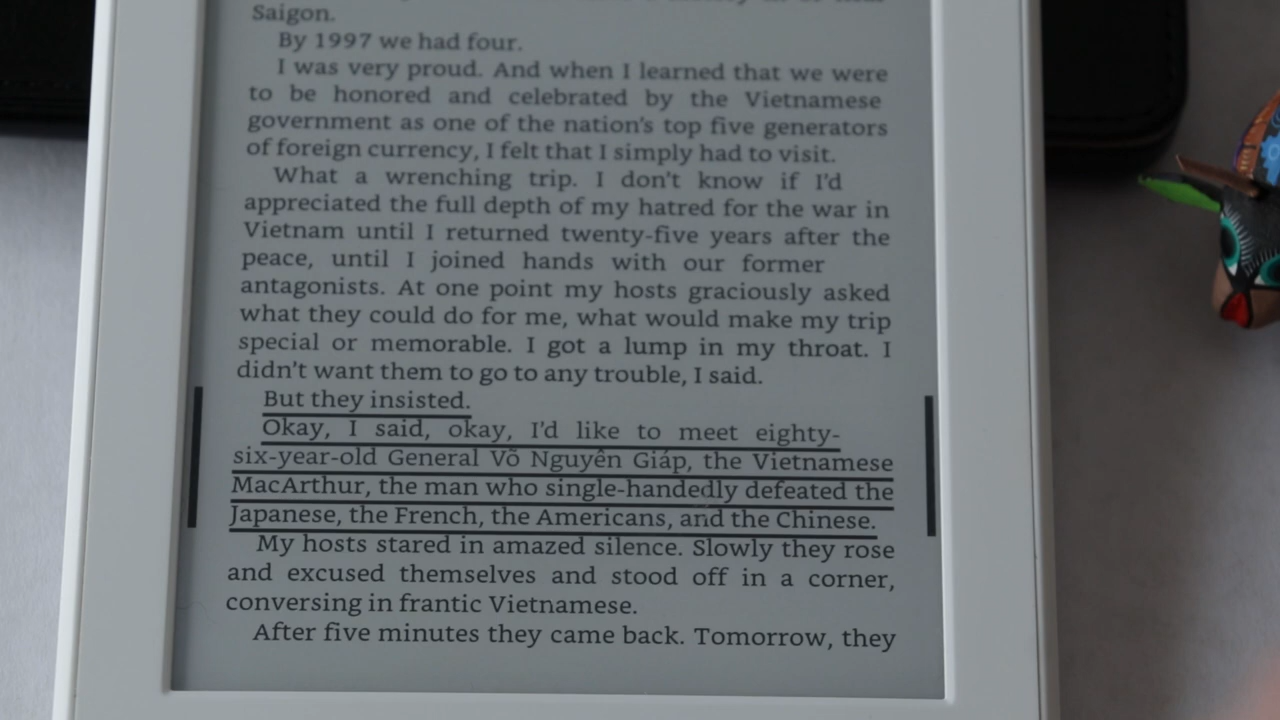 Saigon.
By 1997 we had four.
I was very proud. And when I learned that we were
to be honored and celebrated by the Vietnamese
government as one of the nation's top five generators
of foreign currency, I felt that I simply had to visit.
What a wrenching trip. I don't know if I'd
appreciated the full depth of my hatred for the war in
Vietnam until I returned twenty-five years after the
peace, until I joined hands with our former
antagonists. At one point my hosts graciously asked
what they could do for me, what would make my trip
special or memorable. I got a lump in my throat. I
didn't want them to go to any trouble, I said.
But they insisted.
Okay, I said, okay, I'd like to meet eighty-
six-year-old General Võ Nguyên Giáp, the Vietnamese
MacArthur, the man who single-handedly defeated the
Japanese, the French, the Americans, and the Chinese.
My hosts stared in amazed silence. Slowly they rose
and excused themselves and stood off in a corner,
conversing in frantic Vietnamese.
After five minutes they came back. Tomorrow, they